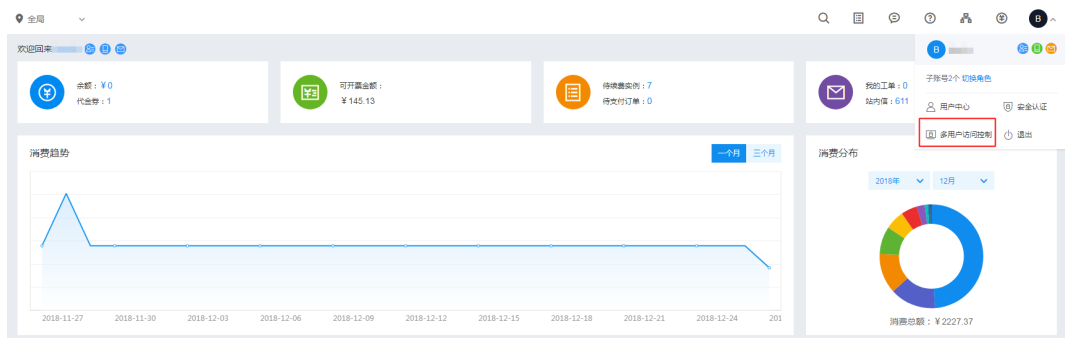 全局
B
欢迎回来
B
子账号2个 切换角色
用户中心
安全认证
多用户访问控制
退出
余额：￥0
代金券：1
可开票金额：
￥145.13
待续费实例：7
待支付订单：0
我的工单：0
站内信：611
消费趋势
一个月 三个月
2018-11-27 2018-11-30 2018-12-03 2018-12-06 2018-12-09 2018-12-12 2018-12-15 2018-12-18 2018-12-21 2018-12-24 201
消费分布
2018年 12月
消费总额：￥2227.37